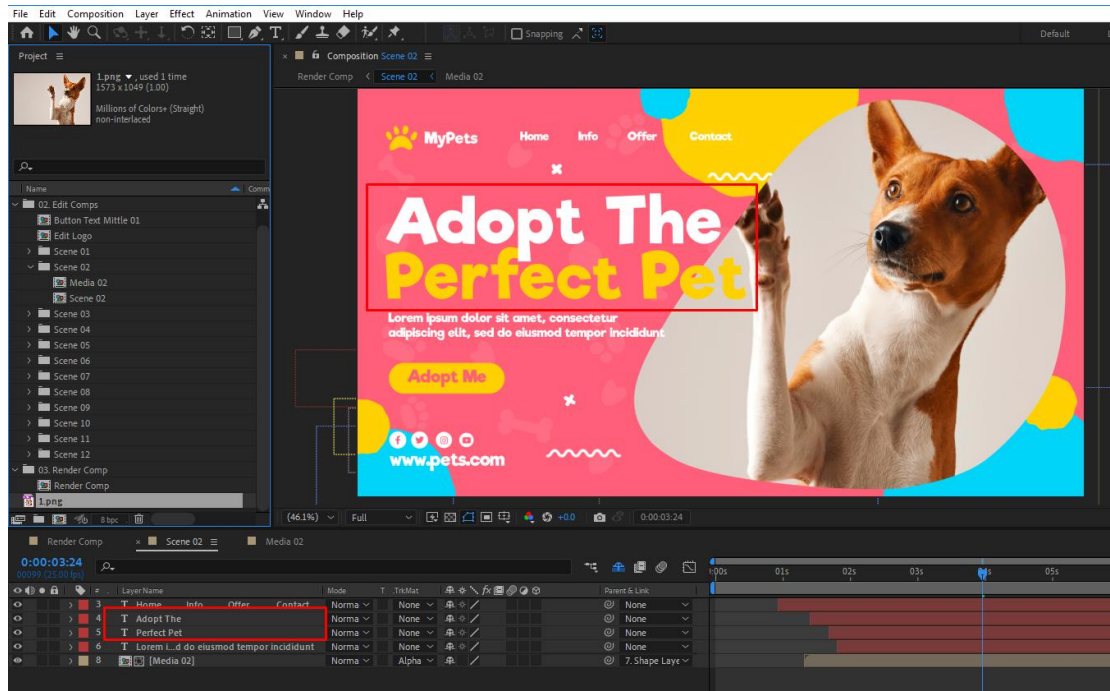 File Edit Composition Layer Effect Animation View Window Help
Snapping
Default
Project
Composition Scene 02
1.png , used 1 time
1573 x 1049 (1.00)
Millions of Colors+ (Straight)
non-interlaced
Render Comp Scene 02 Media 02
Name Comm
02. Edit Comps
Button Text Mittle 01
Edit Logo
Scene 01
Scene 02
Media 02
Scene 02
Scene 03
Scene 04
Scene 05
Scene 06
Scene 07
Scene 08
Scene 09
Scene 10
Scene 11
Scene 12
03. Render Comp
Render Comp
1.png
8 bpc
MyPets Home Info Offer Contact
Adopt The
Perfect Pet
Lorem ipsum dolor sit amet, consectetur
adipiscing elit, sed do eiusmod tempor incididunt
Adopt Me
www.pets.com
(46.1%) Full +0.0 0:00:03:24
Render Comp Scene 02 Media 02
0:00:03:24
00099 (25.00 fps)
01s 02s 03s 05s
# Layer Name Mode T .TrkMat fx Parent & Link
3 T Home Info Offer Contact Norma None None
4 T Adopt The Norma None None
5 T Perfect Pet Norma None None
6 T Lorem i...d do eiusmod tempor incididunt Norma None None
8 [Media 02] Norma Alpha 7. Shape Laye